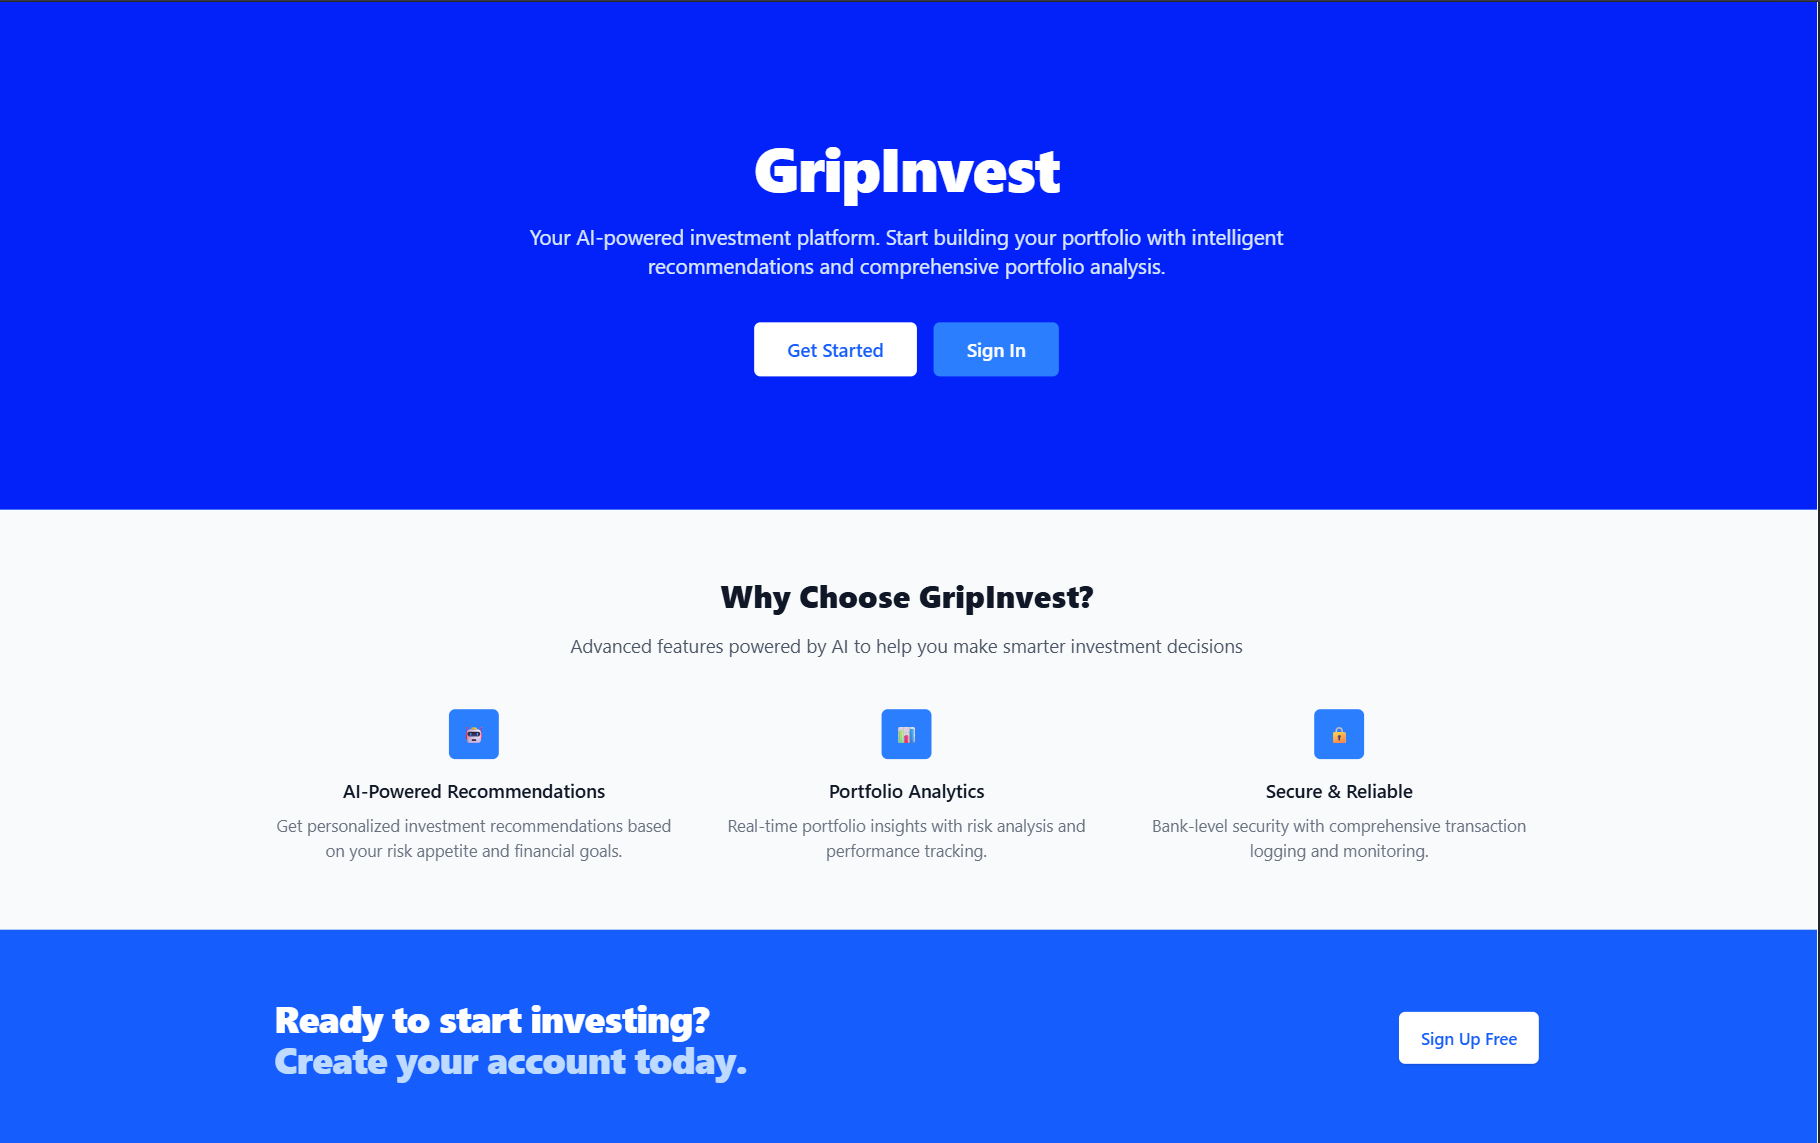 GripInvest
Your AI-powered investment platform. Start building your portfolio with intelligent
recommendations and comprehensive portfolio analysis.
Get Started
Sign In
Why Choose GripInvest?
Advanced features powered by AI to help you make smarter investment decisions
AI-Powered Recommendations
Get personalized investment recommendations based
on your risk appetite and financial goals.
Portfolio Analytics
Real-time portfolio insights with risk analysis and
performance tracking.
Secure & Reliable
Bank-level security with comprehensive transaction
logging and monitoring.
Ready to start investing?
Create your account today.
Sign Up Free